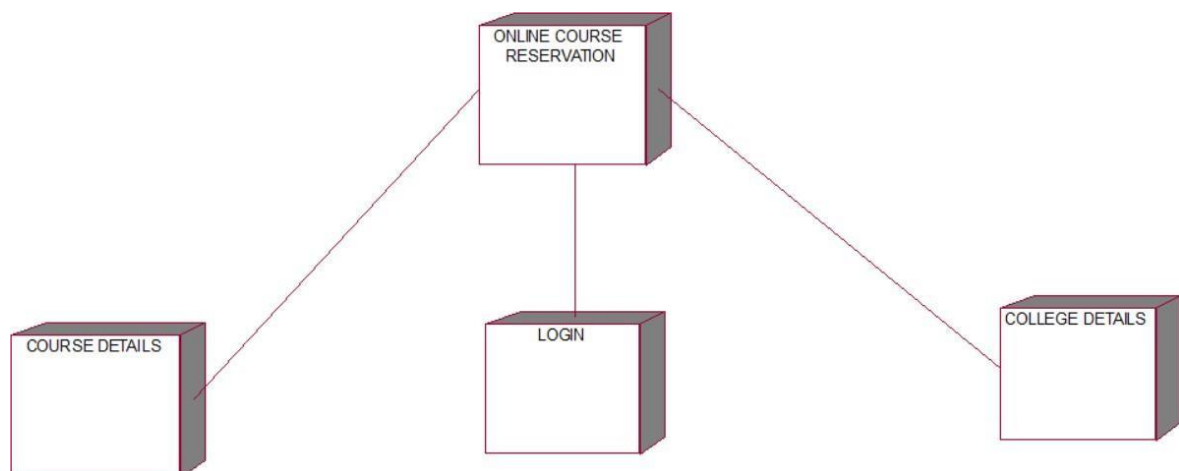 ONLINE COURSE
RESERVATION
COURSE DETAILS
LOGIN
COLLEGE DETAILS